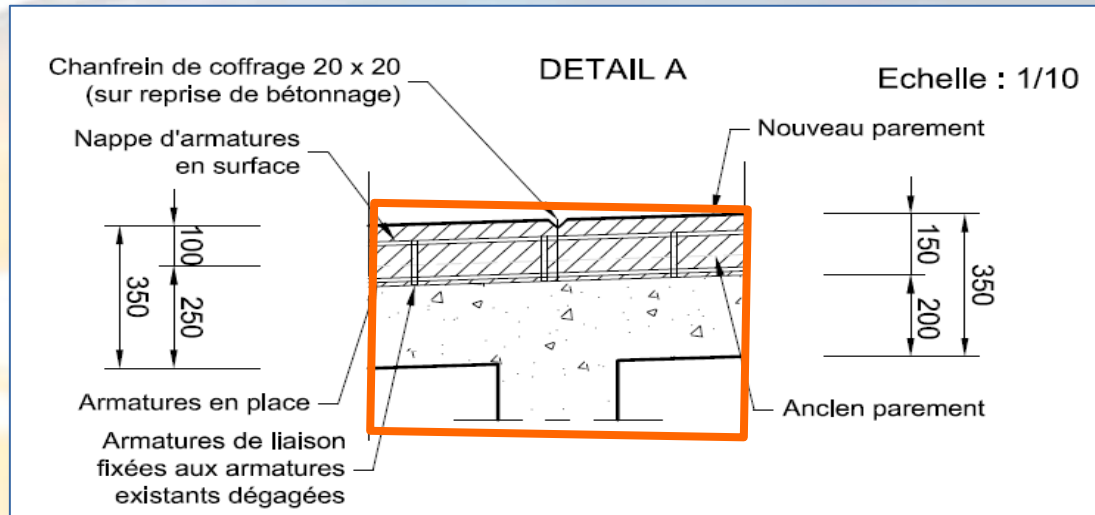 DETAIL A
Echelle : 1/10
Chanfrein de coffrage 20 x 20
(sur reprise de bétonnage)
Nappe d'armatures
en surface
Nouveau parement
100
350
250
150
350
200
Armatures en place
Armatures de liaison
fixées aux armatures
existants dégagées
Ancien parement